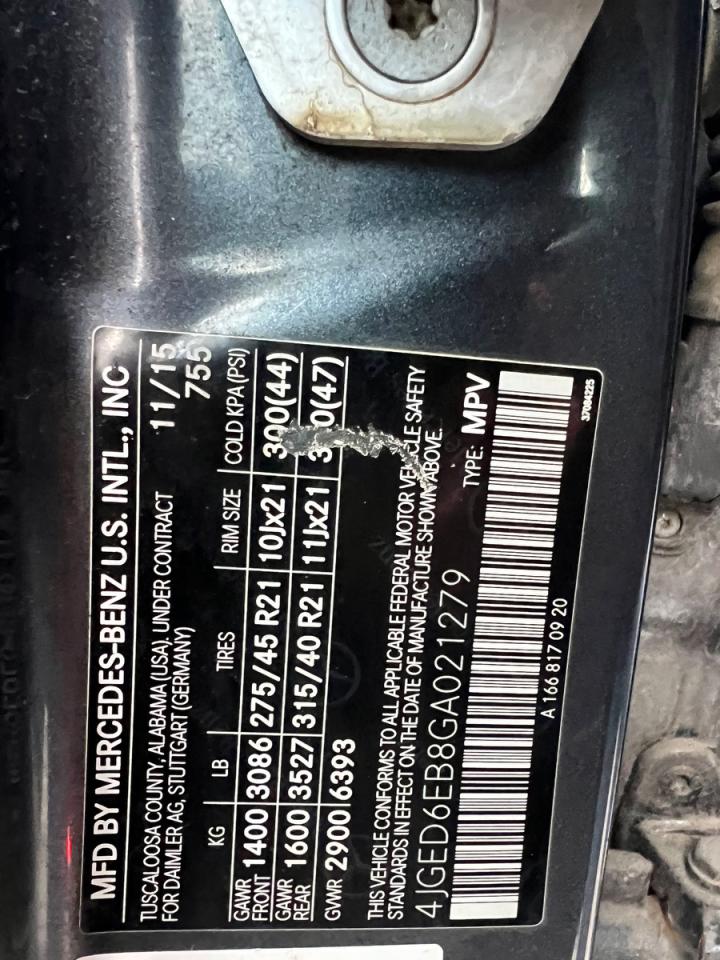 MFD BY MERCEDES-BENZ U.S. INTL., INC
TUSCALOOSA COUNTY, ALABAMA (USA), UNDER CONTRACT 11/15
FOR DAIMLER AG, STUTTGART (GERMANY) 755
KG LB TIRES RIM SIZE COLD KPA (PSI)
GAWR FRONT 1400 3086 275/45 R21 10Jx21 300(44)
GAWR REAR 1600 3527 315/40 R21 11Jx21 (47)
GWR 2900 6393
THIS VEHICLE CONFORMS TO ALL APPLICABLE FEDERAL MOTOR VEHICLE SAFETY
STANDARDS IN EFFECT ON THE DATE OF MANUFACTURE SHOWN ABOVE.
4JGED6EB8GA021279 TYPE: MPV
A 166 817 09 20
37084225